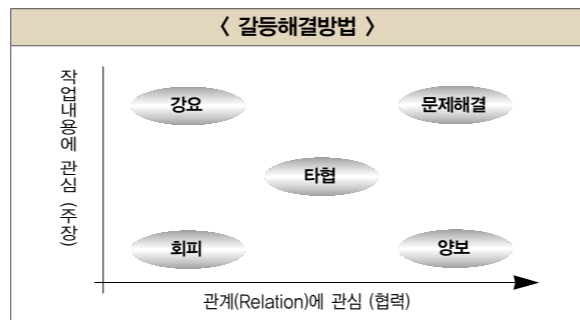 〈 갈등해결방법 〉
작업내용에 관심 (주장)
강요
문제해결
타협
회피
양보
관계(Relation)에 관심 (협력)